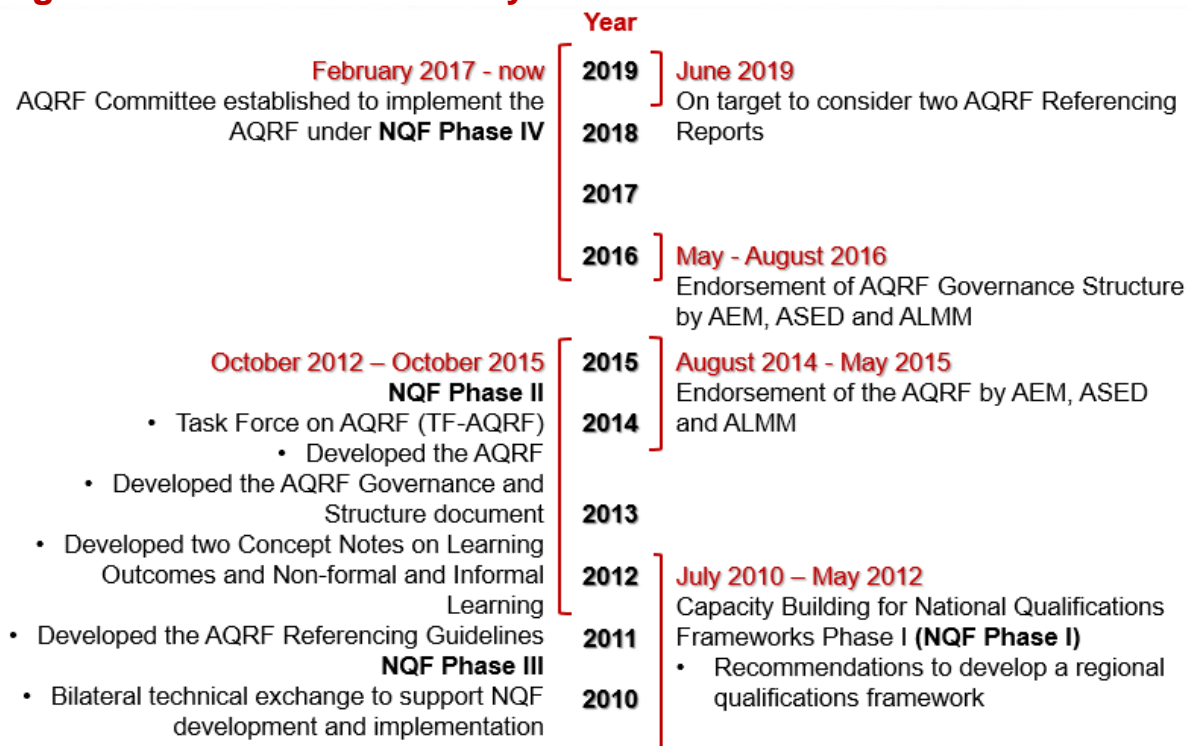 Year
February 2017 - now
AQRF Committee established to implement the
AQRF under NQF Phase IV
2019
2018
2017
2016
June 2019
On target to consider two AQRF Referencing
Reports
May - August 2016
Endorsement of AQRF Governance Structure
by AEM, ASED and ALMM
October 2012 – October 2015
NQF Phase II
• Task Force on AQRF (TF-AQRF)
• Developed the AQRF
• Developed the AQRF Governance and
Structure document
• Developed two Concept Notes on Learning
Outcomes and Non-formal and Informal
Learning
• Developed the AQRF Referencing Guidelines
NQF Phase III
• Bilateral technical exchange to support NQF
development and implementation
2015
2014
2013
2012
2011
2010
August 2014 - May 2015
Endorsement of the AQRF by AEM, ASED
and ALMM
July 2010 – May 2012
Capacity Building for National Qualifications
Frameworks Phase I (NQF Phase I)
• Recommendations to develop a regional
qualifications framework